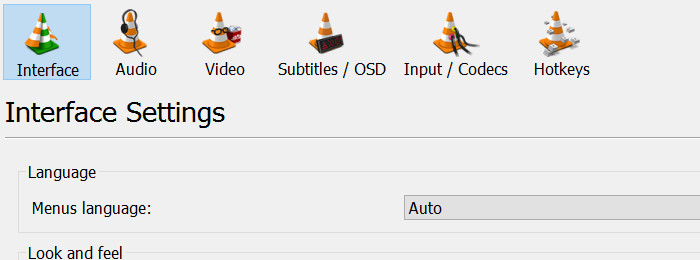 Interface Audio Video Subtitles / OSD Input / Codecs Hotkeys
Interface Settings
Language
Menus language: Auto
Look and feel